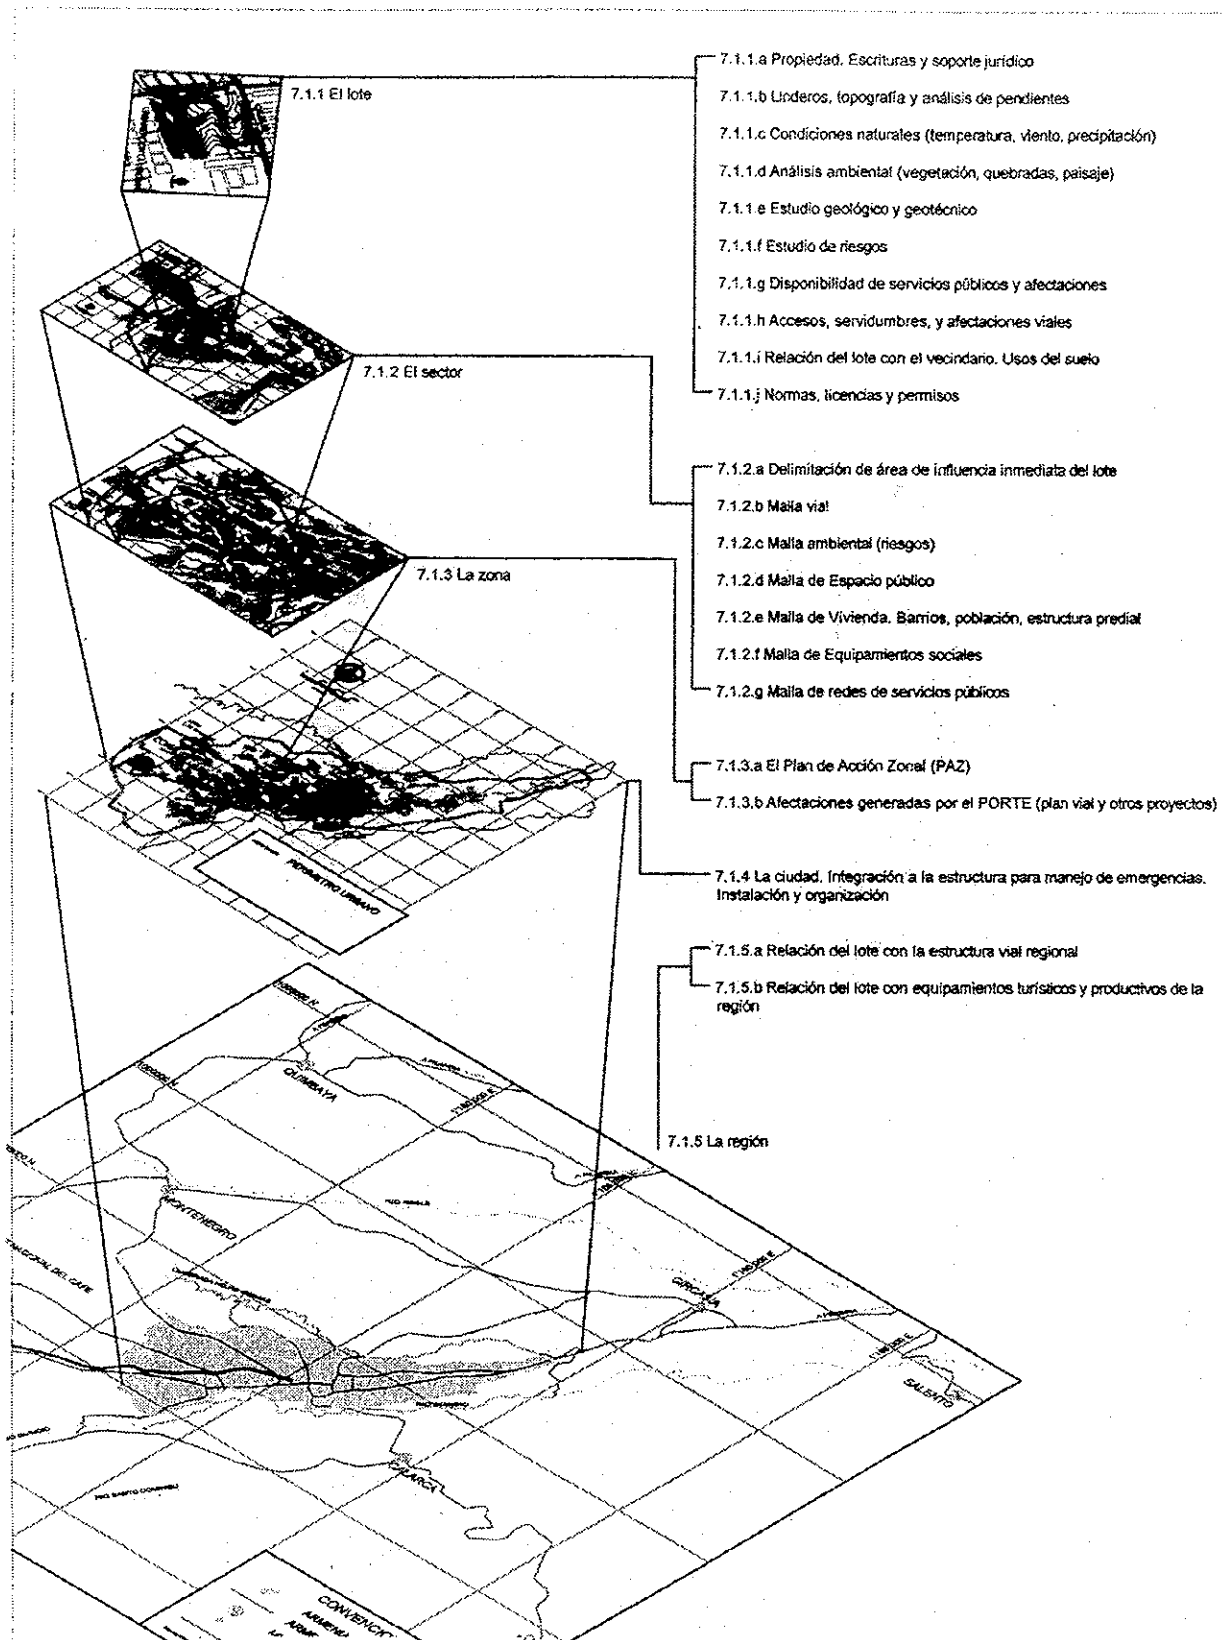 7.1.1 El lote
7.1.1.a Propiedad. Escrituras y soporte jurídico
7.1.1.b Linderos, topografía y análisis de pendientes
7.1.1.c Condiciones naturales (temperatura, viento, precipitación)
7.1.1.d Análisis ambiental (vegetación, quebradas, paisaje)
7.1.1.e Estudio geológico y geotécnico
7.1.1.f Estudio de riesgos
7.1.1.g Disponibilidad de servicios públicos y afectaciones
7.1.1.h Accesos, servidumbres, y afectaciones viales
7.1.1.i Relación del lote con el vecindario. Usos del suelo
7.1.1.j Normas, licencias y permisos
7.1.2 El sector
7.1.2.a Delimitación de área de influencia inmediata del lote
7.1.2.b Malla vial
7.1.2.c Malla ambiental (riesgos)
7.1.2.d Malla de Espacio público
7.1.2.e Malla de Vivienda. Barrios, población, estructura predial
7.1.2.f Malla de Equipamientos sociales
7.1.2.g Malla de redes de servicios públicos
7.1.3 La zona
7.1.3.a El Plan de Acción Zonal (PAZ)
7.1.3.b Afectaciones generadas por el PORTE (plan vial y otros proyectos)
PERIMETRO URBANO
7.1.4 La ciudad. Integración a la estructura para manejo de emergencias.
Instalación y organización
7.1.5.a Relación del lote con la estructura vial regional
7.1.5.b Relación del lote con equipamientos turísticos y productivos de la
región
7.1.5 La región
QUIMBAYA
MONTENEGRO
DEL CAFE
CIRCASIA
SALENTO
CALARCA
RIO SANTO DOMINGO
CONVENCIO
ARMENIA